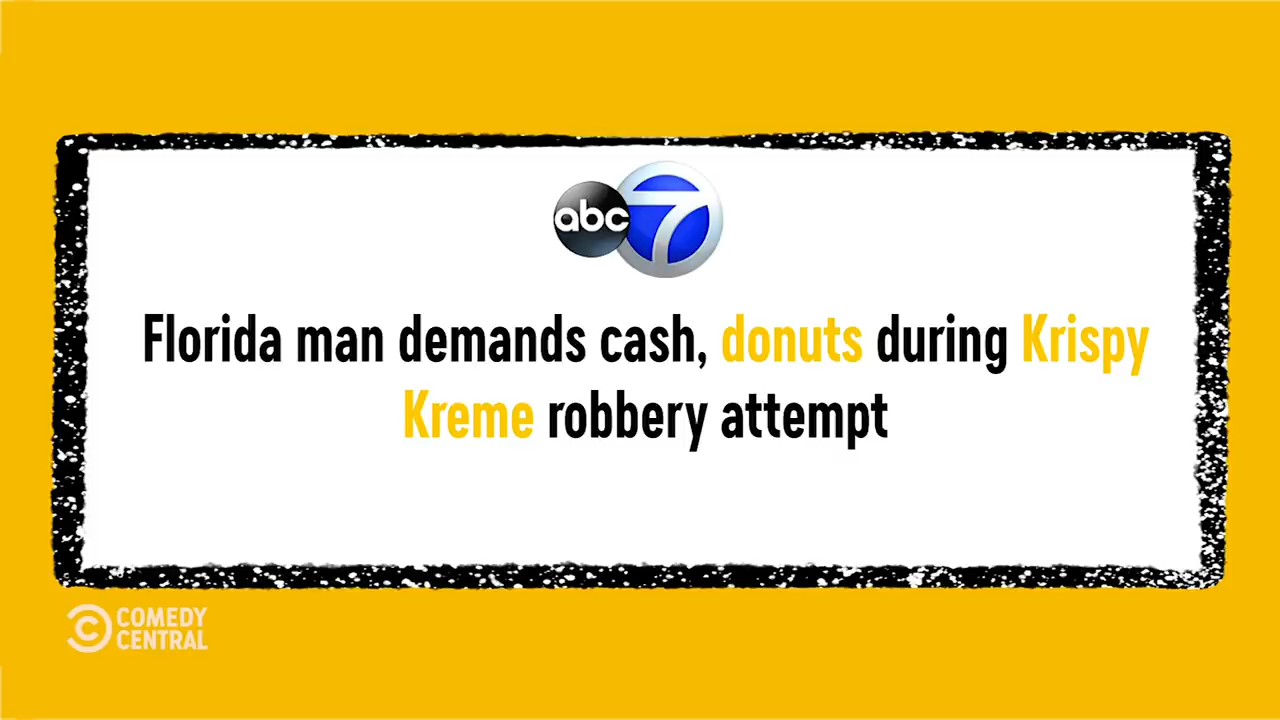 abc 7
Florida man demands cash, donuts during Krispy
Kreme robbery attempt
COMEDY
CENTRAL